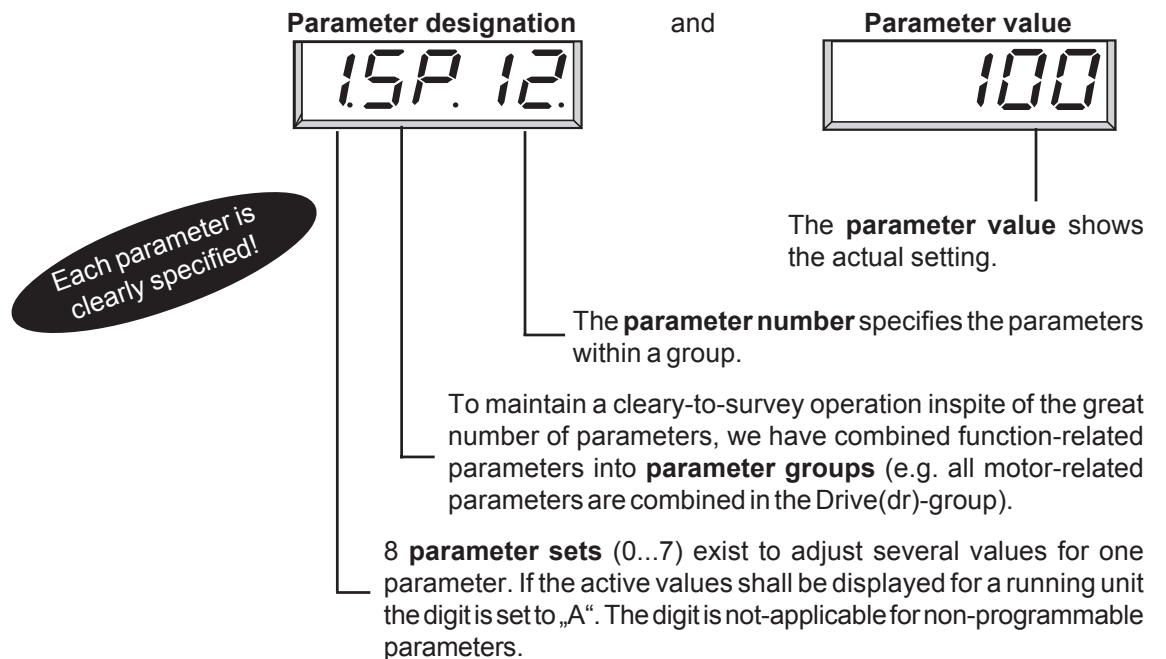 Parameter designation and Parameter value
1.5P. 12. 100
Each parameter is
clearly specified!
The parameter value shows
the actual setting.
The parameter number specifies the parameters
within a group.
To maintain a cleary-to-survey operation inspite of the great
number of parameters, we have combined function-related
parameters into parameter groups (e.g. all motor-related
parameters are combined in the Drive(dr)-group).
8 parameter sets (0...7) exist to adjust several values for one
parameter. If the active values shall be displayed for a running unit
the digit is set to „A“. The digit is not-applicable for non-programmable
parameters.